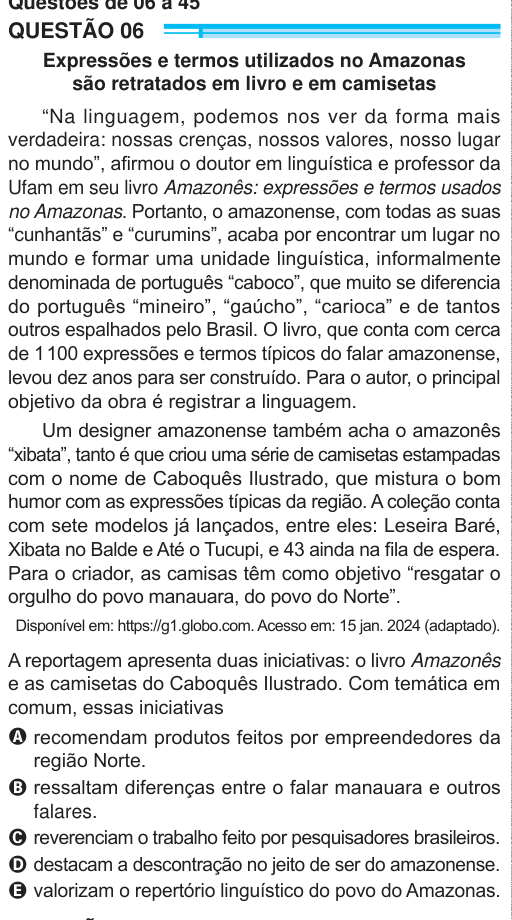 Questões de 06 a 45
QUESTÃO 06
Expressões e termos utilizados no Amazonas
são retratados em livro e em camisetas
“Na linguagem, podemos nos ver da forma mais
verdadeira: nossas crenças, nossos valores, nosso lugar
no mundo”, afirmou o doutor em linguística e professor da
Ufam em seu livro Amazonês: expressões e termos usados
no Amazonas. Portanto, o amazonense, com todas as suas
“cunhantãs” e “curumins”, acaba por encontrar um lugar no
mundo e formar uma unidade linguística, informalmente
denominada de português “caboco”, que muito se diferencia
do português “mineiro”, “gaúcho”, “carioca” e de tantos
outros espalhados pelo Brasil. O livro, que conta com cerca
de 1 100 expressões e termos típicos do falar amazonense,
levou dez anos para ser construído. Para o autor, o principal
objetivo da obra é registrar a linguagem.
Um designer amazonense também acha o amazonês
“xibata”, tanto é que criou uma série de camisetas estampadas
com o nome de Caboquês Ilustrado, que mistura o bom
humor com as expressões típicas da região. A coleção conta
com sete modelos já lançados, entre eles: Leseira Baré,
Xibata no Balde e Até o Tucupi, e 43 ainda na fila de espera.
Para o criador, as camisas têm como objetivo “resgatar o
orgulho do povo manauara, do povo do Norte”.
Disponível em: https://g1.globo.com. Acesso em: 15 jan. 2024 (adaptado).
A reportagem apresenta duas iniciativas: o livro Amazonês
e as camisetas do Caboquês Ilustrado. Com temática em
comum, essas iniciativas
A recomendam produtos feitos por empreendedores da
região Norte.
B ressaltam diferenças entre o falar manauara e outros
falares.
C reverenciam o trabalho feito por pesquisadores brasileiros.
D destacam a descontração no jeito de ser do amazonense.
E valorizam o repertório linguístico do povo do Amazonas.